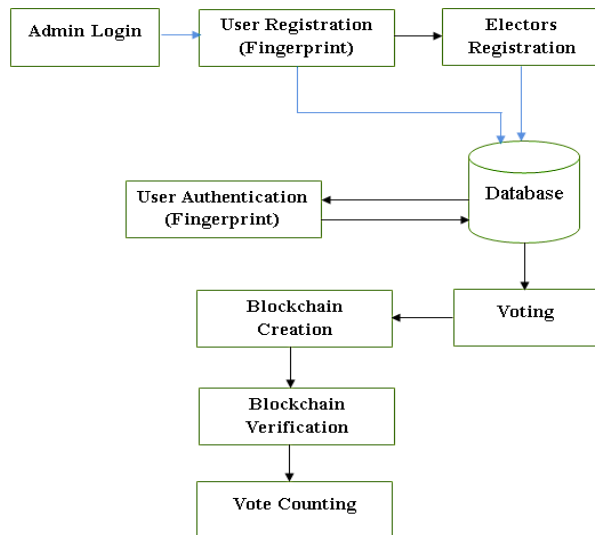 Admin Login
User Registration
(Fingerprint)
Electors
Registration
Database
User Authentication
(Fingerprint)
Voting
Blockchain
Creation
Blockchain
Verification
Vote Counting